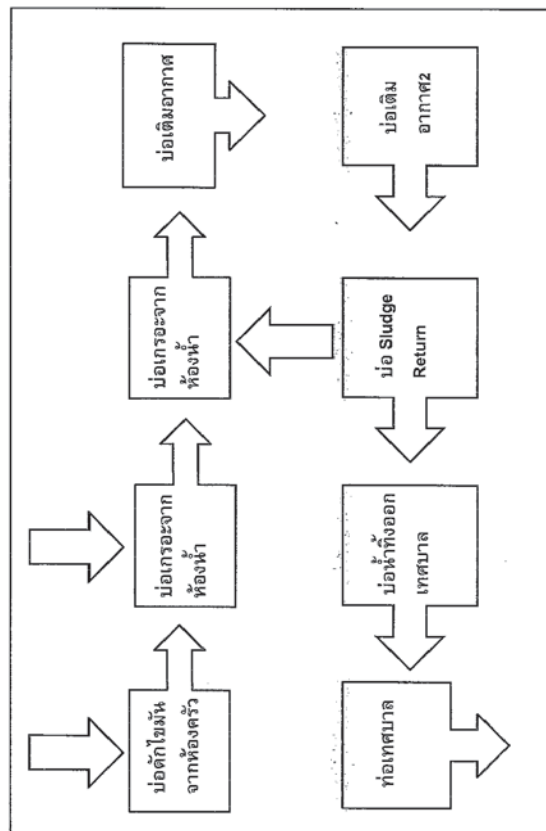 บ่อดักไขมัน
จากห้องครัว
บ่อเกรอะจาก
ห้องน้ำ
บ่อเกรอะจาก
ห้องน้ำ
บ่อเติมอากาศ
บ่อเติม
อากาศ2
บ่อ Sludge
Return
บ่อน้ำทิ้งออก
เทศบาล
ท่อเทศบาล